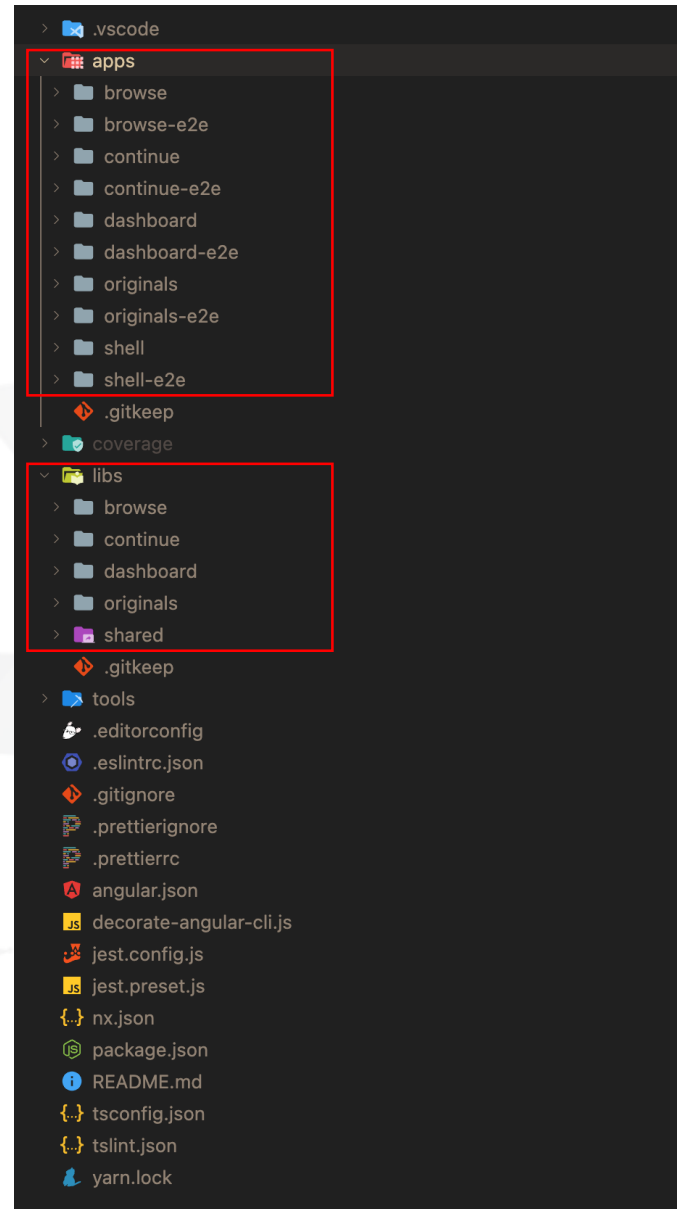 .vscode
apps
browse
browse-e2e
continue
continue-e2e
dashboard
dashboard-e2e
originals
originals-e2e
shell
shell-e2e
.gitkeep
coverage
libs
browse
continue
dashboard
originals
shared
.gitkeep
tools
.editorconfig
.eslintrc.json
.gitignore
.prettierignore
.prettierrc
angular.json
JS decorate-angular-cli.js
jest.config.js
JS jest.preset.js
{..} nx.json
JS package.json
i README.md
{..} tsconfig.json
{..} tslint.json
yarn.lock